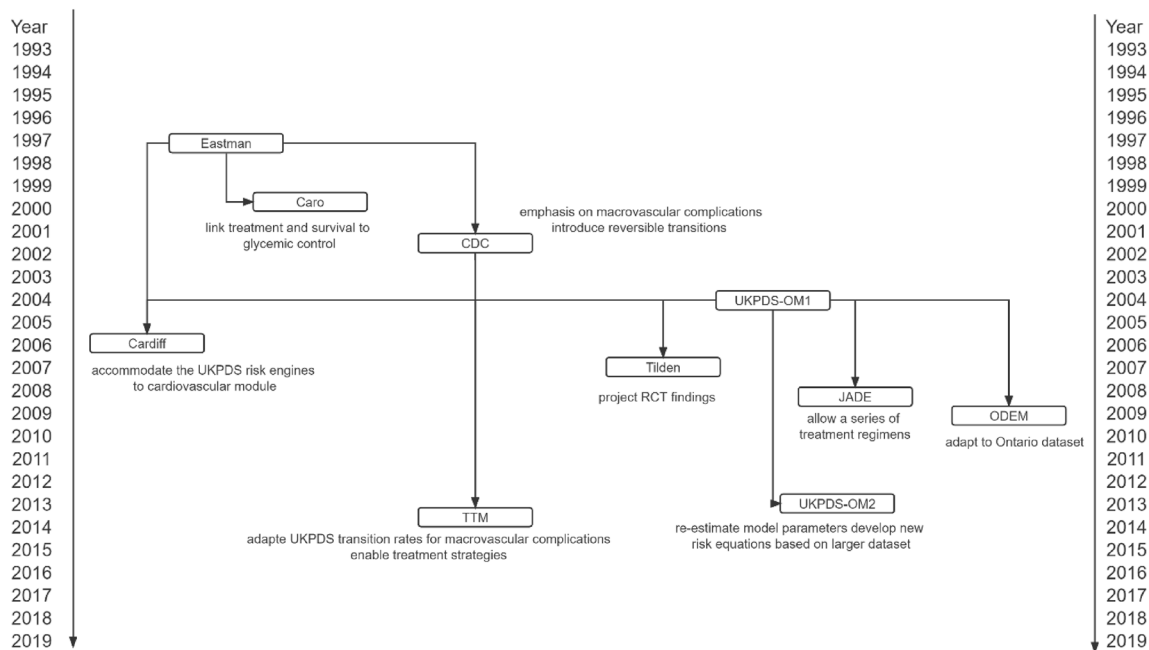 Year
1993
1994
1995
1996
1997
1998
1999
2000
2001
2002
2003
2004
2005
2006
2007
2008
2009
2010
2011
2012
2013
2014
2015
2016
2017
2018
2019
Eastman
Caro
link treatment and survival to
glycemic control
emphasis on macrovascular complications
introduce reversible transitions
CDC
UKPDS-OM1
Cardiff
accommodate the UKPDS risk engines
to cardiovascular module
Tilden
project RCT findings
JADE
allow a series of
treatment regimens
ODEM
adapt to Ontario dataset
TTM
adapte UKPDS transition rates for macrovascular complications
enable treatment strategies
UKPDS-OM2
re-estimate model parameters develop new
risk equations based on larger dataset
Year
1993
1994
1995
1996
1997
1998
1999
2000
2001
2002
2003
2004
2005
2006
2007
2008
2009
2010
2011
2012
2013
2014
2015
2016
2017
2018
2019